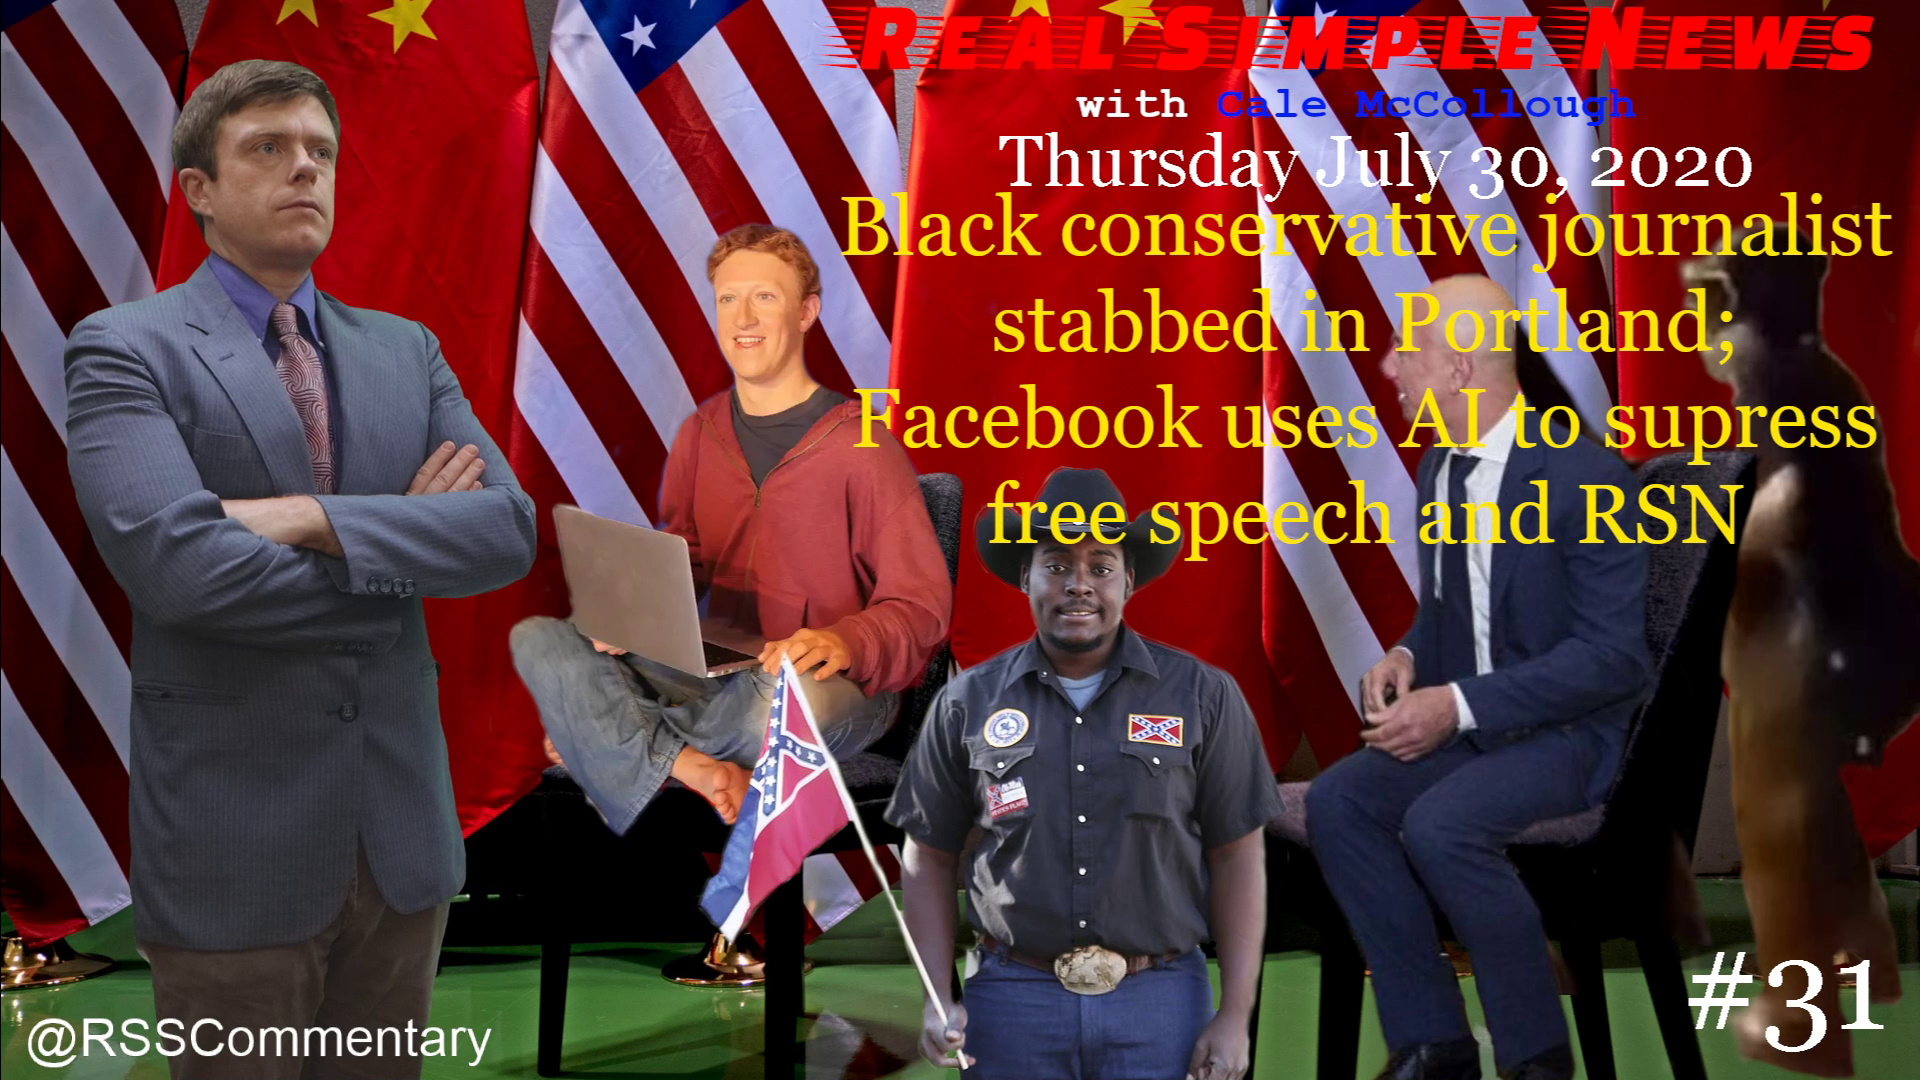 Real Simple News
with Cale McCollough
Thursday July 30, 2020
Black conservative journalist
stabbed in Portland;
Facebook uses AI to supress
free speech and RSN
#31
@RSSCommentary